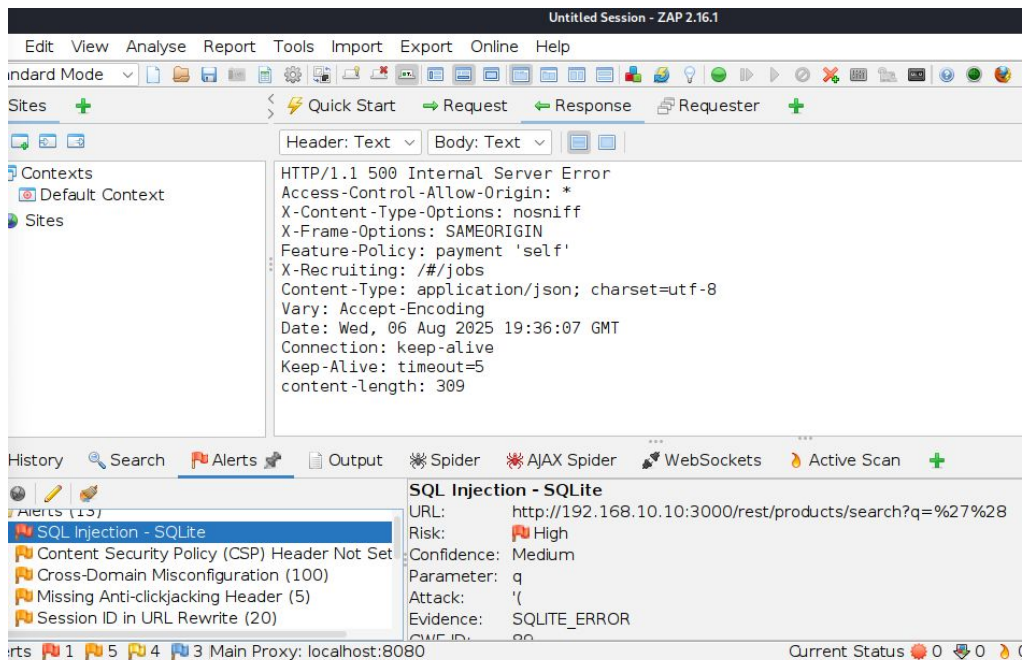 Untitled Session - ZAP 2.16.1
Edit View Analyse Report Tools Import Export Online Help
ndard Mode
Sites
Quick Start Request Response Requester
Header: Text Body: Text
Contexts
Default Context
Sites
HTTP/1.1 500 Internal Server Error
Access-Control-Allow-Origin: *
X-Content-Type-Options: nosniff
X-Frame-Options: SAMEORIGIN
Feature-Policy: payment 'self'
X-Recruiting: /#/jobs
Content-Type: application/json; charset=utf-8
Vary: Accept-Encoding
Date: Wed, 06 Aug 2025 19:36:07 GMT
Connection: keep-alive
Keep-Alive: timeout=5
content-length: 309
History Search Alerts Output Spider AJAX Spider WebSockets Active Scan
Alerts (13)
SQL Injection - SQLite
Content Security Policy (CSP) Header Not Set
Cross-Domain Misconfiguration (100)
Missing Anti-clickjacking Header (5)
Session ID in URL Rewrite (20)
SQL Injection - SQLite
URL: http://192.168.10.10:3000/rest/products/search?q=%27%28
Risk: High
Confidence: Medium
Parameter: q
Attack: '(
Evidence: SQLITE_ERROR
CWE ID: 89
erts 1 5 4 3 Main Proxy: localhost:8080 Current Status 0 0